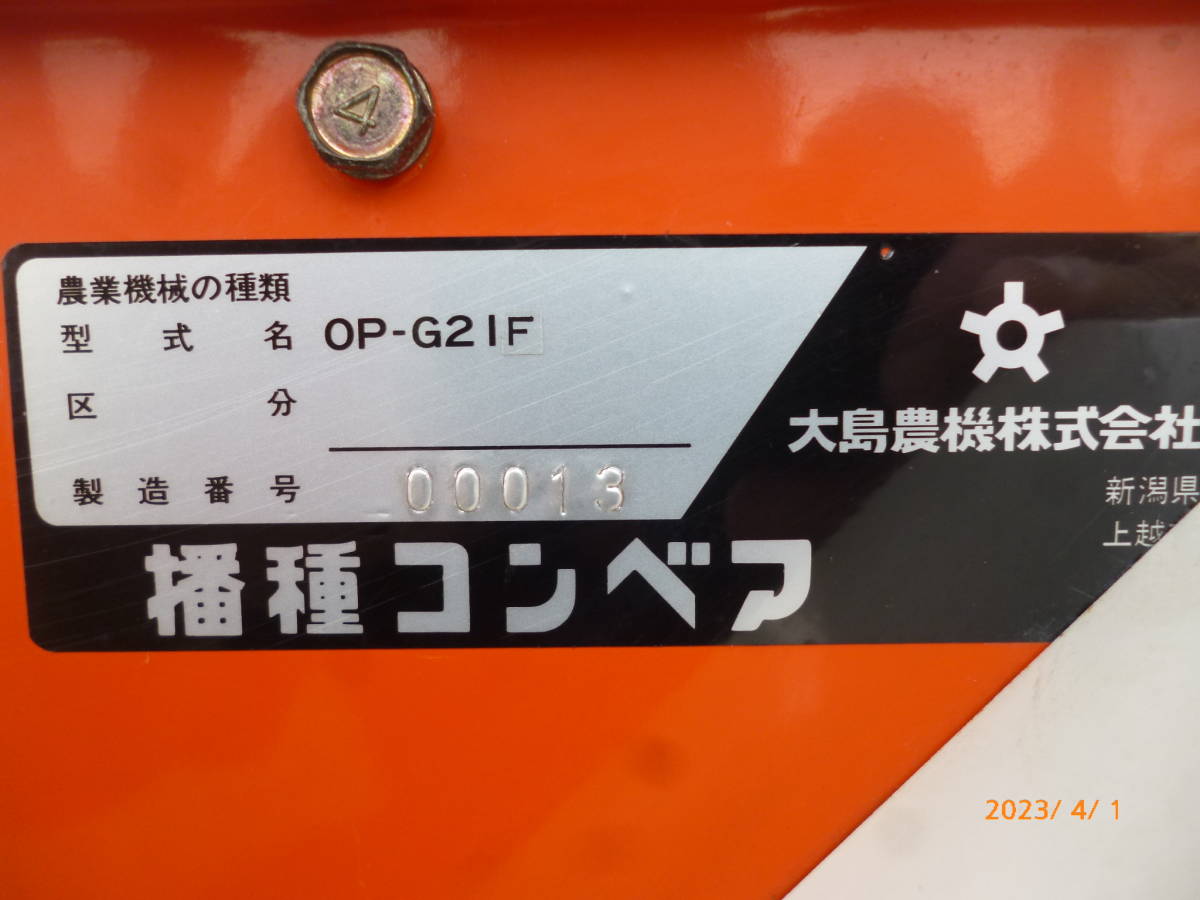 4
農業機械の種類
型式名 OP-G21F
区分
製造番号 00013
大島農機株式会社
新潟県
上越
播種コンベア
2023/ 4/ 1